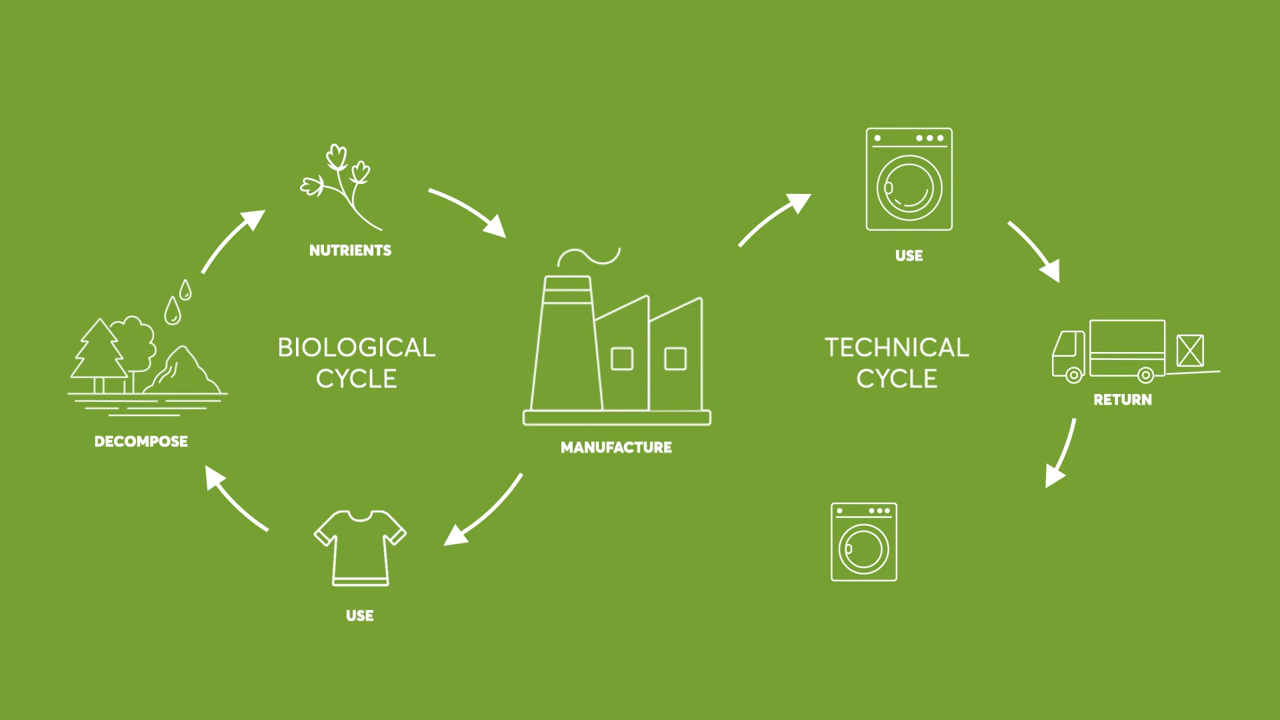 NUTRIENTS
BIOLOGICAL
CYCLE
DECOMPOSE
USE
MANUFACTURE
USE
TECHNICAL
CYCLE
RETURN